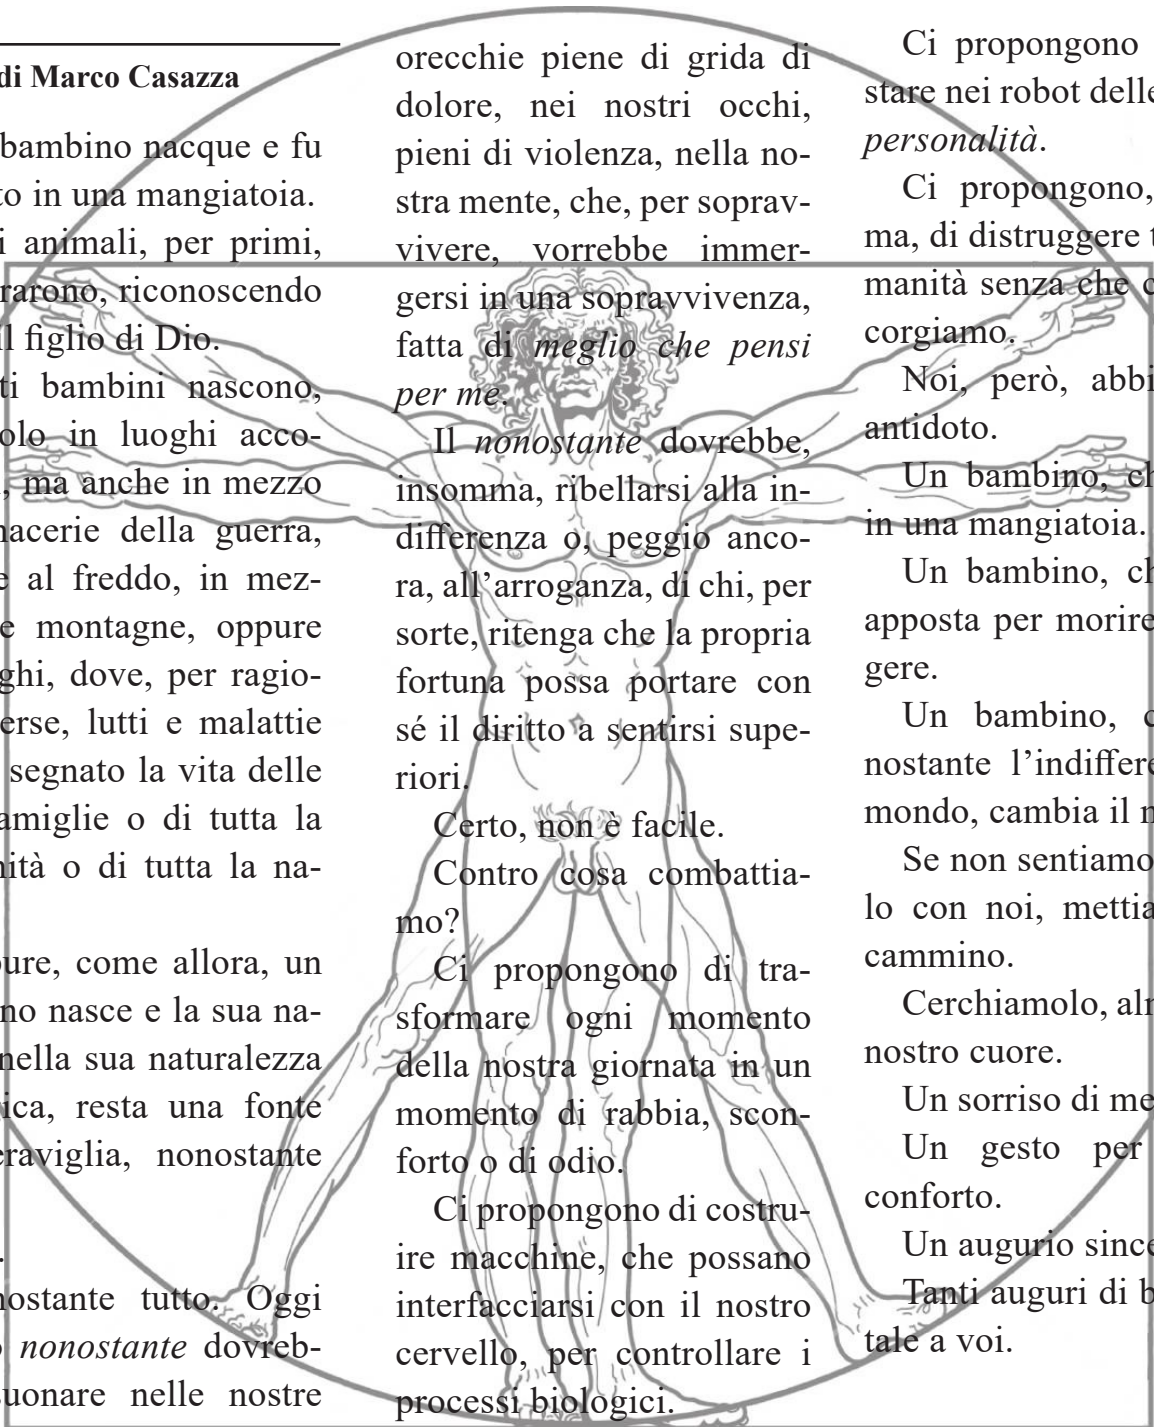 di Marco Casazza
bambino nacque e fu
to in una mangiatoia.
i animali, per primi,
rarono, riconoscendo
il figlio di Dio.
ti bambini nascono,
olo in luoghi acco-
, ma anche in mezzo
macerie della guerra,
e al freddo, in mez-
e montagne, oppure
ghi, dove, per ragio-
erse, lutti e malattie
segnato la vita delle
amiglie o di tutta la
nità o di tutta la na-
pure, come allora, un
no nasce e la sua na-
nella sua naturalezza
ica, resta una fonte
eraviglia, nonostante
.
nostante tutto. Oggi
o nonostante dovreb-
suonare nelle nostre
orecchie piene di grida di
dolore, nei nostri occhi,
pieni di violenza, nella no-
stra mente, che, per soprav-
vivere, vorrebbe immer-
gersi in una sopravvivenza,
fatta di meglio che pensi
per me.
Il nonostante dovrebbe,
insomma, ribellarsi alla in-
differenza o, peggio anco-
ra, all’arroganza, di chi, per
sorte, ritenga che la propria
fortuna possa portare con
sé il diritto a sentirsi supe-
riori.
Certo, non è facile.
Contro cosa combattia-
mo?
Ci propongono di tra-
sformare ogni momento
della nostra giornata in un
momento di rabbia, scon-
forto o di odio.
Ci propongono di costru-
ire macchine, che possano
interfacciarsi con il nostro
cervello, per controllare i
processi biologici.
Ci propongono
stare nei robot delle
personalità.
Ci propongono,
ma, di distruggere t
manità senza che c
corgiamo.
Noi, però, abbi
antidoto.
Un bambino, ch
in una mangiatoia.
Un bambino, ch
apposta per morire
gere.
Un bambino, c
nostante l’indiffere
mondo, cambia il m
Se non sentiamo
lo con noi, mettia
cammino.
Cerchiamolo, alm
nostro cuore.
Un sorriso di me
Un gesto per
conforto.
Un augurio since
Tanti auguri di b
tale a voi.